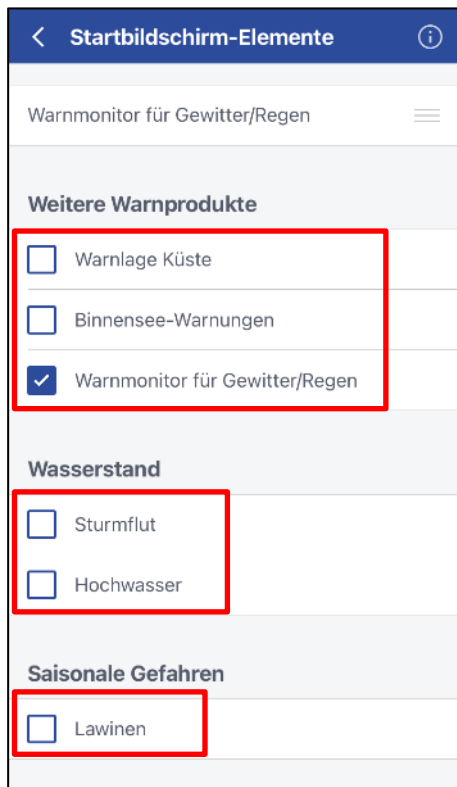 Startbildschirm-Elemente
Warnmonitor für Gewitter/Regen
Weitere Warnprodukte
Warnlage Küste
Binnensee-Warnungen
Warnmonitor für Gewitter/Regen
Wasserstand
Sturmflut
Hochwasser
Saisonale Gefahren
Lawinen